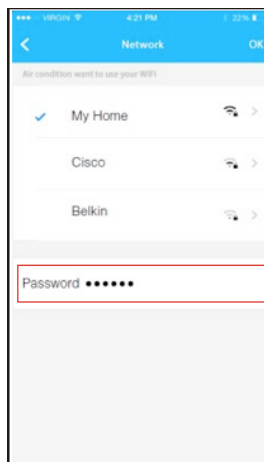 VIRGIN 4:21 PM 22%
Network OK
Air condition want to use your WIFI
My Home
Cisco
Belkin
Password ••••••